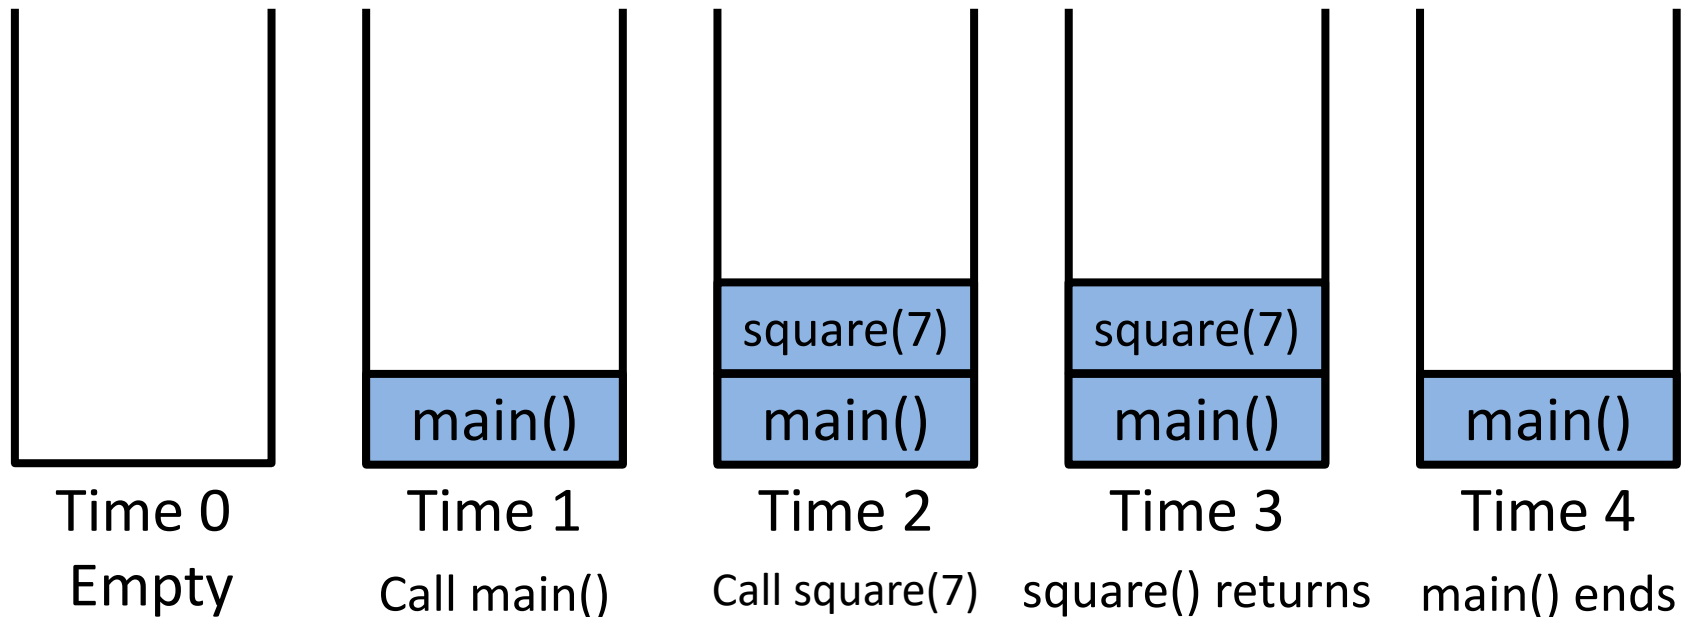 square(7)
square(7)
main()
main()
main()
main()
Time 0
Time 1
Time 2
Time 3
Time 4
Empty
Call main()
Call square(7)
square() returns
main() ends